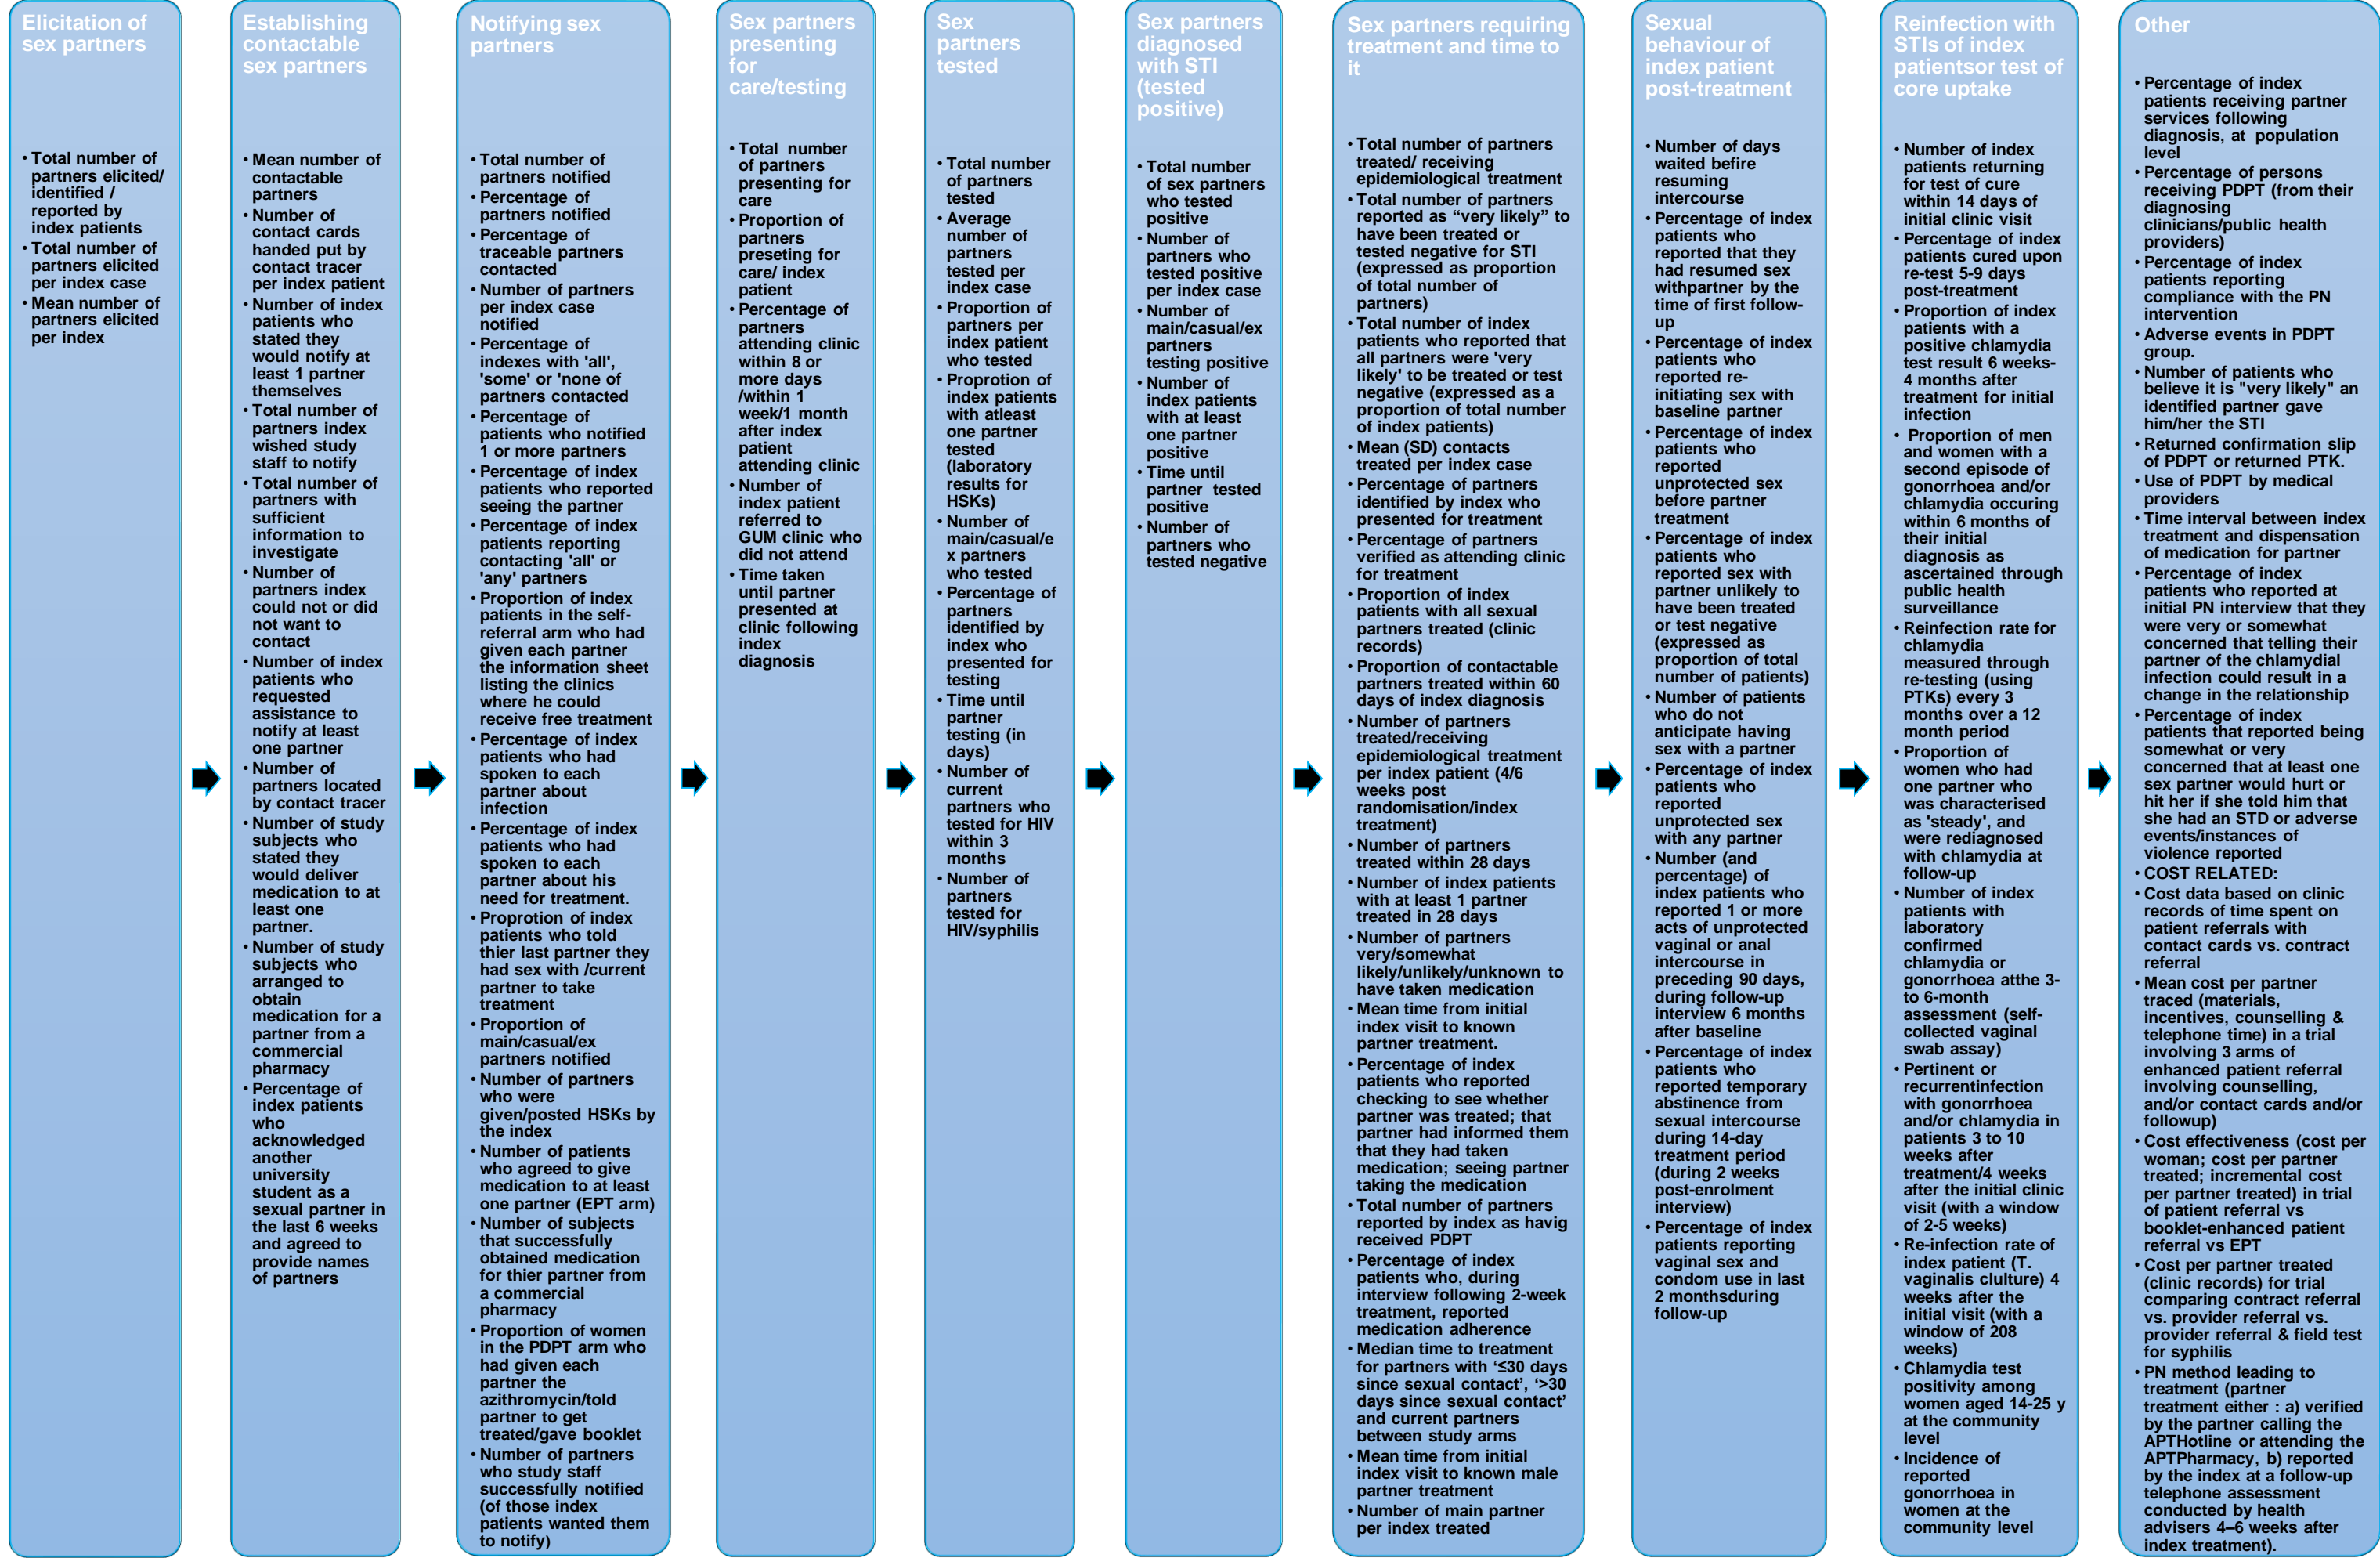 Elicitation of
sex partners
• Total number of
partners elicited/
identified /
reported by
index patients
• Total number of
partners elicited
per index case
• Mean number of
partners elicited
per index
Establishing
contactable
sex partners
• Mean number of
contactable
partners
• Number of
contact cards
handed put by
contact tracer
per index patient
• Number of index
patients who
stated they
would notify at
least 1 partner
themselves
• Total number of
partners index
wished study
staff to notify
• Total number of
partners with
sufficient
information to
investigate
• Number of
partners index
could not or did
not want to
contact
• Number of index
patients who
requested
assistance to
notify at least
one partner
• Number of
partners located
by contact tracer
• Number of study
subjects who
stated they
would deliver
medication to at
least one
partner.
• Number of study
subjects who
arranged to
obtain
medication for a
partner from a
commercial
pharmacy
• Percentage of
index patients
who
acknowledged
another
university
student as a
sexual partner in
the last 6 weeks
and agreed to
provide names
of partners
Notifying sex
partners
• Total number of
partners notified
• Percentage of
partners notified
• Percentage of
traceable partners
contacted
• Number of partners
per index case
notified
• Percentage of
indexes with 'all',
'some' or 'none of
partners contacted
• Percentage of
patients who notified
1 or more partners
• Percentage of index
patients who reported
seeing the partner
• Percentage of index
patients reporting
contacting 'all' or
'any' partners
• Proportion of index
patients in the self-
referral arm who had
given each partner
the information sheet
listing the clinics
where he could
receive free treatment
• Percentage of index
patients who had
spoken to each
partner about
infection
• Percentage of index
patients who had
spoken to each
partner about his
need for treatment.
• Proprotion of index
patients who told
thier last partner they
had sex with /current
partner to take
treatment
• Proportion of
main/casual/ex
partners notified
• Number of partners
who were
given/posted HSKs by
the index
• Number of patients
who agreed to give
medication to at least
one partner (EPT arm)
• Number of subjects
that successfully
obtained medication
for thier partner from
a commercial
pharmacy
• Proportion of women
in the PDPT arm who
had given each
partner the
azithromycin/told
partner to get
treated/gave booklet
• Number of partners
who study staff
successfully notified
(of those index
patients wanted them
to notify)
Sex partners
presenting
for
care/testing
• Total number
of partners
presenting for
care
• Proportion of
partners
preseting for
care/ index
patient
• Percentage of
partners
attending clinic
within 8 or
more days
/within 1
week/1 month
after index
patient
attending clinic
• Number of
index patient
referred to
GUM clinic who
did not attend
• Time taken
until partner
presented at
clinic following
index
diagnosis
Sex
partners
tested
• Total number
of partners
tested
• Average
number of
partners
tested per
index case
• Proportion of
partners per
index patient
who tested
• Proprotion of
index patients
with atleast
one partner
tested
(laboratory
results for
HSKs)
• Number of
main/casual/e
x partners
who tested
• Percentage of
partners
identified by
index who
presented for
testing
• Time until
partner
testing (in
days)
• Number of
current
partners who
tested for HIV
within 3
months
• Number of
partners
tested for
HIV/syphilis
Sex partners
diagnosed
with STI
(tested
positive)
• Total number
of sex partners
who tested
positive
• Number of
partners who
tested positive
per index case
• Number of
main/casual/ex
partners
testing positive
• Number of
index patients
with at least
one partner
positive
• Time until
partner tested
positive
• Number of
partners who
tested negative
Sex partners requiring
treatment and time to
it
• Total number of partners
treated/ receiving
epidemiological treatment
• Total number of partners
reported as “very likely” to
have been treated or
tested negative for STI
(expressed as proportion
of total number of
partners)
• Total number of index
patients who reported that
all partners were 'very
likely' to be treated or test
negative (expressed as a
proportion of total number
of index patients)
• Mean (SD) contacts
treated per index case
• Percentage of partners
identified by index who
presented for treatment
• Percentage of partners
verified as attending clinic
for treatment
• Proportion of index
patients with all sexual
partners treated (clinic
records)
• Proportion of contactable
partners treated within 60
days of index diagnosis
• Number of partners
treated/receiving
epidemiological treatment
per index patient (4/6
weeks post
randomisation/index
treatment)
• Number of partners
treated within 28 days
• Number of index patients
with at least 1 partner
treated in 28 days
• Number of partners
very/somewhat
likely/unlikely/unknown to
have taken medication
• Mean time from initial
index visit to known
partner treatment.
• Percentage of index
patients who reported
checking to see whether
partner was treated; that
partner had informed them
that they had taken
medication; seeing partner
taking the medication
• Total number of partners
reported by index as havig
received PDPT
• Percentage of index
patients who, during
interview following 2-week
treatment, reported
medication adherence
• Median time to treatment
for partners with ‘≤30 days
since sexual contact’, ‘>30
days since sexual contact’
and current partners
between study arms
• Mean time from initial
index visit to known male
partner treatment
• Number of main partner
per index treated
Sexual
behaviour of
index patient
post-treatment
• Number of days
waited befire
resuming
intercourse
• Percentage of index
patients who
reported that they
had resumed sex
withpartner by the
time of first follow-
up
• Percentage of index
patients who
reported re-
initiating sex with
baseline partner
• Percentage of index
patients who
reported
unprotected sex
before partner
treatment
• Percentage of index
patients who
reported sex with
partner unlikely to
have been treated
or test negative
(expressed as
proportion of total
number of patients)
• Number of patients
who do not
anticipate having
sex with a partner
• Percentage of index
patients who
reported
unprotected sex
with any partner
• Number (and
percentage) of
index patients who
reported 1 or more
acts of unprotected
vaginal or anal
intercourse in
preceding 90 days,
during follow-up
interview 6 months
after baseline
• Percentage of index
patients who
reported temporary
abstinence from
sexual intercourse
during 14-day
treatment period
(during 2 weeks
post-enrolment
interview)
• Percentage of index
patients reporting
vaginal sex and
condom use in last
2 monthsduring
follow-up
Reinfection with
STIs of index
patientsor test of
core uptake
• Number of index
patients returning
for test of cure
within 14 days of
initial clinic visit
• Percentage of index
patients cured upon
re-test 5-9 days
post-treatment
• Proportion of index
patients with a
positive chlamydia
test result 6 weeks-
4 months after
treatment for initial
infection
• Proportion of men
and women with a
second episode of
gonorrhoea and/or
chlamydia occuring
within 6 months of
their initial
diagnosis as
ascertained through
public health
surveillance
• Reinfection rate for
chlamydia
measured through
re-testing (using
PTKs) every 3
months over a 12
month period
• Proportion of
women who had
one partner who
was characterised
as 'steady', and
were rediagnosed
with chlamydia at
follow-up
• Number of index
patients with
laboratory
confirmed
chlamydia or
gonorrhoea atthe 3-
to 6-month
assessment (self-
collected vaginal
swab assay)
• Pertinent or
recurrentinfection
with gonorrhoea
and/or chlamydia in
patients 3 to 10
weeks after
treatment/4 weeks
after the initial clinic
visit (with a window
of 2-5 weeks)
• Re-infection rate of
index patient (T.
vaginalis clulture) 4
weeks after the
initial visit (with a
window of 208
weeks)
• Chlamydia test
positivity among
women aged 14-25 y
at the community
level
• Incidence of
reported
gonorrhoea in
women at the
community level
Other
• Percentage of index
patients receiving partner
services following
diagnosis, at population
level
• Percentage of persons
receiving PDPT (from their
diagnosing
clinicians/public health
providers)
• Percentage of index
patients reporting
compliance with the PN
intervention
• Adverse events in PDPT
group.
• Number of patients who
believe it is "very likely" an
identified partner gave
him/her the STI
• Returned confirmation slip
of PDPT or returned PTK.
• Use of PDPT by medical
providers
• Time interval between index
treatment and dispensation
of medication for partner
• Percentage of index
patients who reported at
initial PN interview that they
were very or somewhat
concerned that telling their
partner of the chlamydial
infection could result in a
change in the relationship
• Percentage of index
patients that reported being
somewhat or very
concerned that at least one
sex partner would hurt or
hit her if she told him that
she had an STD or adverse
events/instances of
violence reported
• COST RELATED:
• Cost data based on clinic
records of time spent on
patient referrals with
contact cards vs. contract
referral
• Mean cost per partner
traced (materials,
incentives, counselling &
telephone time) in a trial
involving 3 arms of
enhanced patient referral
involving counselling,
and/or contact cards and/or
followup)
• Cost effectiveness (cost per
woman; cost per partner
treated; incremental cost
per partner treated) in trial
of patient referral vs
booklet-enhanced patient
referral vs EPT
• Cost per partner treated
(clinic records) for trial
comparing contract referral
vs. provider referral vs.
provider referral & field test
for syphilis
• PN method leading to
treatment (partner
treatment either : a) verified
by the partner calling the
APTHotline or attending the
APTPharmacy, b) reported
by the index at a follow-up
telephone assessment
conducted by health
advisers 4–6 weeks after
index treatment).